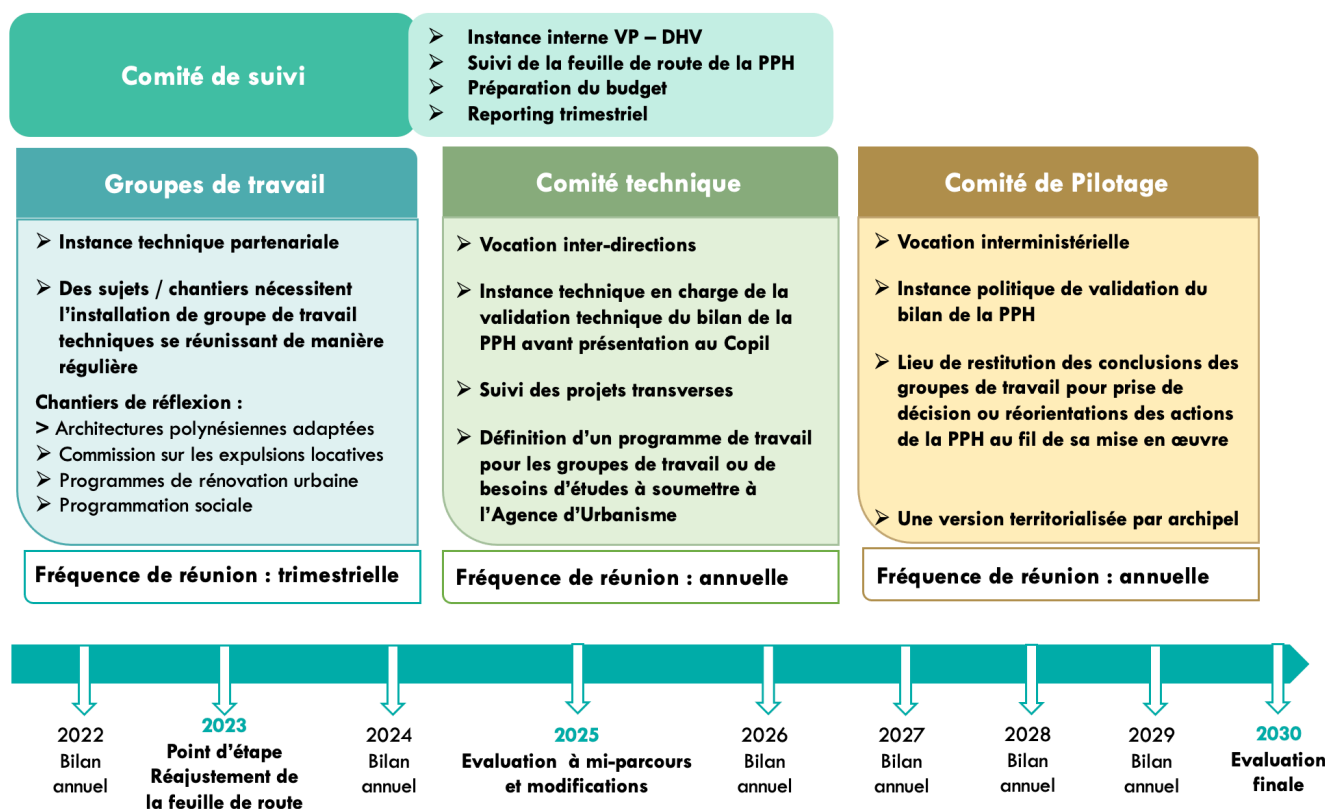 Comité de suivi
➢ Instance interne VP – DHV
➢ Suivi de la feuille de route de la PPH
➢ Préparation du budget
➢ Reporting trimestriel
Groupes de travail
➢ Instance technique partenariale
➢ Des sujets / chantiers nécessitent
l’installation de groupe de travail
techniques se réunissant de manière
régulière
Chantiers de réflexion :
> Architectures polynésiennes adaptées
➢ Commission sur les expulsions locatives
➢ Programmes de rénovation urbaine
➢ Programmation sociale
Fréquence de réunion : trimestrielle
Comité technique
➢ Vocation inter-directions
➢ Instance technique en charge de la
validation technique du bilan de la
PPH avant présentation au Copil
➢ Suivi des projets transverses
➢ Définition d’un programme de travail
pour les groupes de travail ou de
besoins d’études à soumettre à
l’Agence d’Urbanisme
Fréquence de réunion : annuelle
Comité de Pilotage
➢ Vocation interministérielle
➢ Instance politique de validation du
bilan de la PPH
➢ Lieu de restitution des conclusions des
groupes de travail pour prise de
décision ou réorientations des actions
de la PPH au fil de sa mise en œuvre
➢ Une version territorialisée par archipel
Fréquence de réunion : annuelle
2022
Bilan
annuel
2023
Point d’étape
Réajustement de
la feuille de route
2024
Bilan
annuel
2025
Evaluation à mi-parcours
et modifications
2026
Bilan
annuel
2027
Bilan
annuel
2028
Bilan
annuel
2029
Bilan
annuel
2030
Evaluation
finale